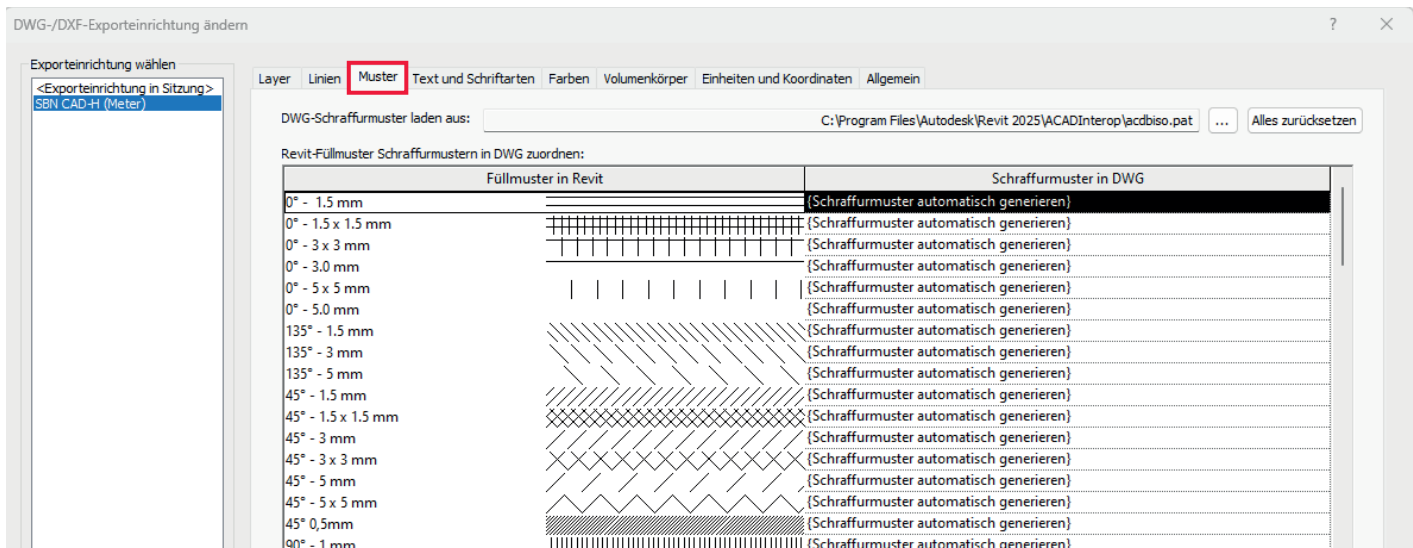 DWG-/DXF-Exporteinrichtung ändern ?
Exporteinrichtung wählen
<Exporteinrichtung in Sitzung>
SBN CAD-H (Meter)
Layer Linien Muster Text und Schriftarten Farben Volumenkörper Einheiten und Koordinaten Allgemein
DWG-Schraffurmuster laden aus: C:\Program Files\Autodesk\Revit 2025\ACADInterop\acdbiso.pat ... Alles zurücksetzen
Revit-Füllmuster Schraffurmustern in DWG zuordnen:
Füllmuster in Revit Schraffurmuster in DWG
0° - 1.5 mm {Schraffurmuster automatisch generieren}
0° - 1.5 x 1.5 mm {Schraffurmuster automatisch generieren}
0° - 3 x 3 mm {Schraffurmuster automatisch generieren}
0° - 3.0 mm {Schraffurmuster automatisch generieren}
0° - 5 x 5 mm {Schraffurmuster automatisch generieren}
0° - 5.0 mm {Schraffurmuster automatisch generieren}
135° - 1.5 mm {Schraffurmuster automatisch generieren}
135° - 3 mm {Schraffurmuster automatisch generieren}
135° - 5 mm {Schraffurmuster automatisch generieren}
45° - 1.5 mm {Schraffurmuster automatisch generieren}
45° - 1.5 x 1.5 mm {Schraffurmuster automatisch generieren}
45° - 3 mm {Schraffurmuster automatisch generieren}
45° - 3 x 3 mm {Schraffurmuster automatisch generieren}
45° - 5 mm {Schraffurmuster automatisch generieren}
45° - 5 x 5 mm {Schraffurmuster automatisch generieren}
45° 0,5mm {Schraffurmuster automatisch generieren}
90° - 1 mm {Schraffurmuster automatisch generieren}